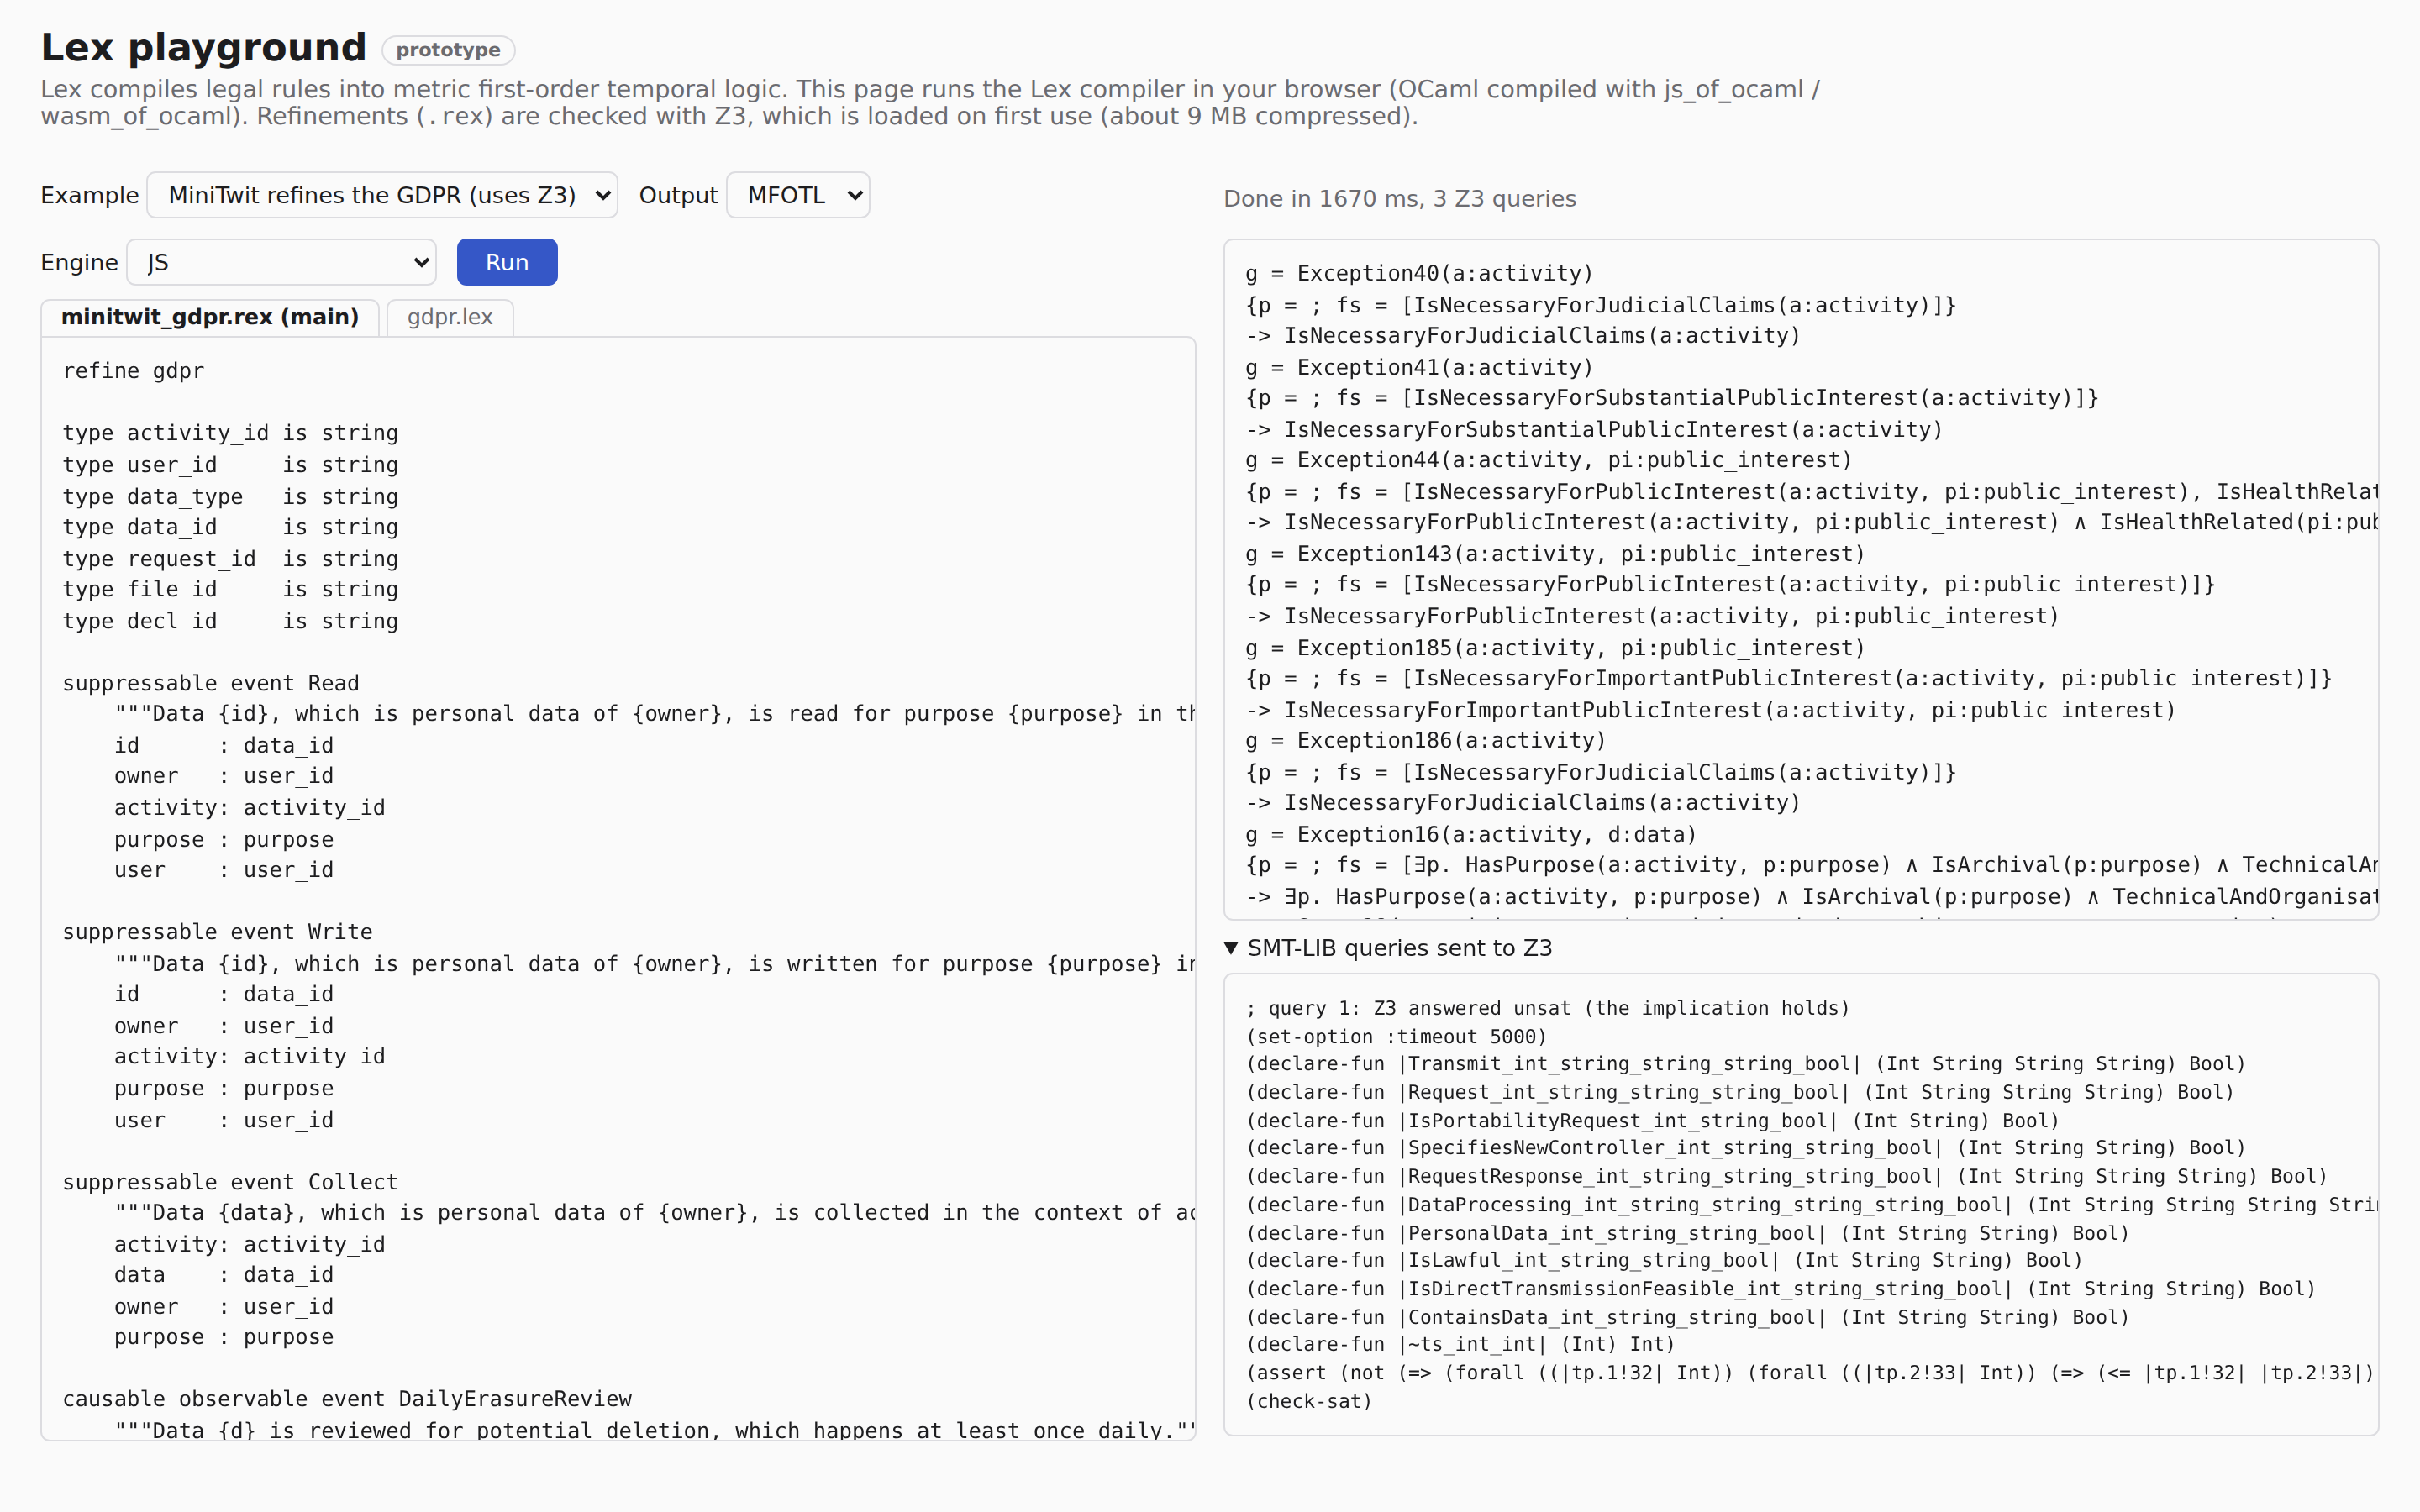 Lex playground prototype
Lex compiles legal rules into metric first-order temporal logic. This page runs the Lex compiler in your browser (OCaml compiled with js_of_ocaml /
wasm_of_ocaml). Refinements (.rex) are checked with Z3, which is loaded on first use (about 9 MB compressed).
Example MiniTwit refines the GDPR (uses Z3) Output MFOTL
Engine JS Run
minitwit_gdpr.rex (main) gdpr.lex
refine gdpr
type activity_id is string
type user_id     is string
type data_type   is string
type data_id     is string
type request_id  is string
type file_id     is string
type decl_id     is string
suppressable event Read
    """Data {id}, which is personal data of {owner}, is read for purpose {purpose} in
    id      : data_id
    owner   : user_id
    activity: activity_id
    purpose : purpose
    user    : user_id
suppressable event Write
    """Data {id}, which is personal data of {owner}, is written for purpose {purpose} in
    id      : data_id
    owner   : user_id
    activity: activity_id
    purpose : purpose
    user    : user_id
suppressable event Collect
    """Data {data}, which is personal data of {owner}, is collected in the context of
    activity: activity_id
    data    : data_id
    owner   : user_id
    purpose : purpose
causable observable event DailyErasureReview
    """Data {d} is reviewed for potential deletion, which happens at least once daily.""
Done in 1670 ms, 3 Z3 queries
g = Exception40(a:activity)
{p = ; fs = [IsNecessaryForJudicialClaims(a:activity)]}
-> IsNecessaryForJudicialClaims(a:activity)
g = Exception41(a:activity)
{p = ; fs = [IsNecessaryForSubstantialPublicInterest(a:activity)]}
-> IsNecessaryForSubstantialPublicInterest(a:activity)
g = Exception44(a:activity, pi:public_interest)
{p = ; fs = [IsNecessaryForPublicInterest(a:activity, pi:public_interest), IsHealthRelat
-> IsNecessaryForPublicInterest(a:activity, pi:public_interest) ∧ IsHealthRelated(pi:pub
g = Exception143(a:activity, pi:public_interest)
{p = ; fs = [IsNecessaryForPublicInterest(a:activity, pi:public_interest)]}
-> IsNecessaryForPublicInterest(a:activity, pi:public_interest)
g = Exception185(a:activity, pi:public_interest)
{p = ; fs = [IsNecessaryForImportantPublicInterest(a:activity, pi:public_interest)]}
-> IsNecessaryForImportantPublicInterest(a:activity, pi:public_interest)
g = Exception186(a:activity)
{p = ; fs = [IsNecessaryForJudicialClaims(a:activity)]}
-> IsNecessaryForJudicialClaims(a:activity)
g = Exception16(a:activity, d:data)
{p = ; fs = [∃p. HasPurpose(a:activity, p:purpose) ∧ IsArchival(p:purpose) ∧ TechnicalAn
-> ∃p. HasPurpose(a:activity, p:purpose) ∧ IsArchival(p:purpose) ∧ TechnicalAndOrganisat
▼ SMT-LIB queries sent to Z3
; query 1: Z3 answered unsat (the implication holds)
(set-option :timeout 5000)
(declare-fun |Transmit_int_string_string_string_bool| (Int String String String) Bool)
(declare-fun |Request_int_string_string_string_bool| (Int String String String) Bool)
(declare-fun |IsPortabilityRequest_int_string_bool| (Int String) Bool)
(declare-fun |SpecifiesNewController_int_string_string_bool| (Int String String) Bool)
(declare-fun |RequestResponse_int_string_string_string_bool| (Int String String String) Bool)
(declare-fun |DataProcessing_int_string_string_string_string_bool| (Int String String String Strin
(declare-fun |PersonalData_int_string_string_bool| (Int String String) Bool)
(declare-fun |IsLawful_int_string_string_bool| (Int String String) Bool)
(declare-fun |IsDirectTransmissionFeasible_int_string_string_bool| (Int String String) Bool)
(declare-fun |ContainsData_int_string_string_bool| (Int String String) Bool)
(declare-fun |~ts_int_int| (Int) Int)
(assert (not (=> (forall ((|tp.1!32| Int)) (forall ((|tp.2!33| Int)) (=> (<= |tp.1!32| |tp.2!33|)
(check-sat)